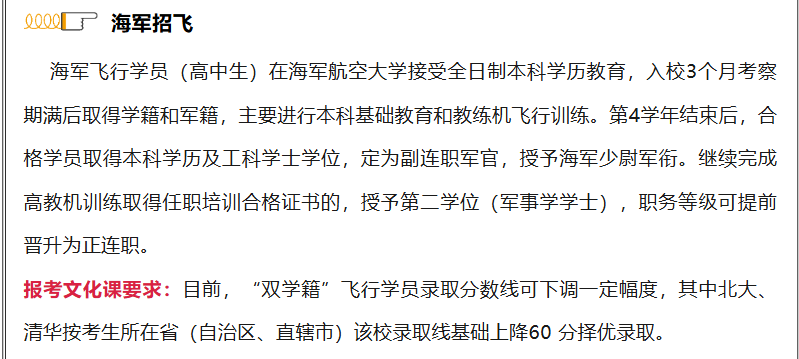 海军招飞
海军飞行学员（高中生）在海军航空大学接受全日制本科学历教育，入校3个月考察
期满后取得学籍和军籍，主要进行本科基础教育和教练机飞行训练。第4学年结束后，合
格学员取得本科学历及工科学士学位，定为副连职军官，授予海军少尉军衔。继续完成
高教机训练取得任职培训合格证书的，授予第二学位（军事学学士），职务等级可提前
晋升为正连职。
报考文化课要求：目前，“双学籍”飞行学员录取分数线可下调一定幅度，其中北大、
清华按考生所在省（自治区、直辖市）该校录取线基础上降60 分择优录取。